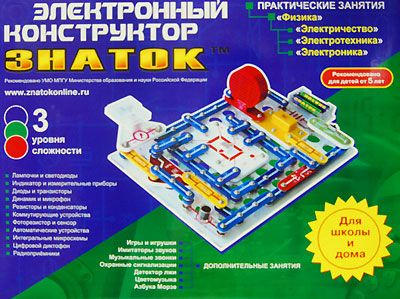 ЭЛЕКТРОННЫЙ
КОНСТРУКТОР
ЗНАТОК™
Рекомендовано УМО МПГУ Министерства образования и науки Российской Федерации
www.znatokonline.ru
ПРАКТИЧЕСКИЕ ЗАНЯТИЯ
«Физика»
«Электричество»
«Электротехника»
«Электроника»
Рекомендовано
для детей от 5 лет
3
уровня
сложности
• Лампочки и светодиоды
• Индикатор и измерительные приборы
• Диоды и транзисторы
• Динамик и микрофон
• Резисторы и конденсаторы
• Коммутирующие устройства
• Фоторезистор и сенсор
• Автоматические устройства
• Интегральные микросхемы
• Цифровой диктофон
• Радиоприёмники
Игры и игрушки
Имитаторы звуков
Музыкальные звонки
Охранные сигнализации
Детектор лжи
Цветомузыка
Азбука Морзе
ДОПОЛНИТЕЛЬНЫЕ ЗАНЯТИЯ
Для
школы и
дома